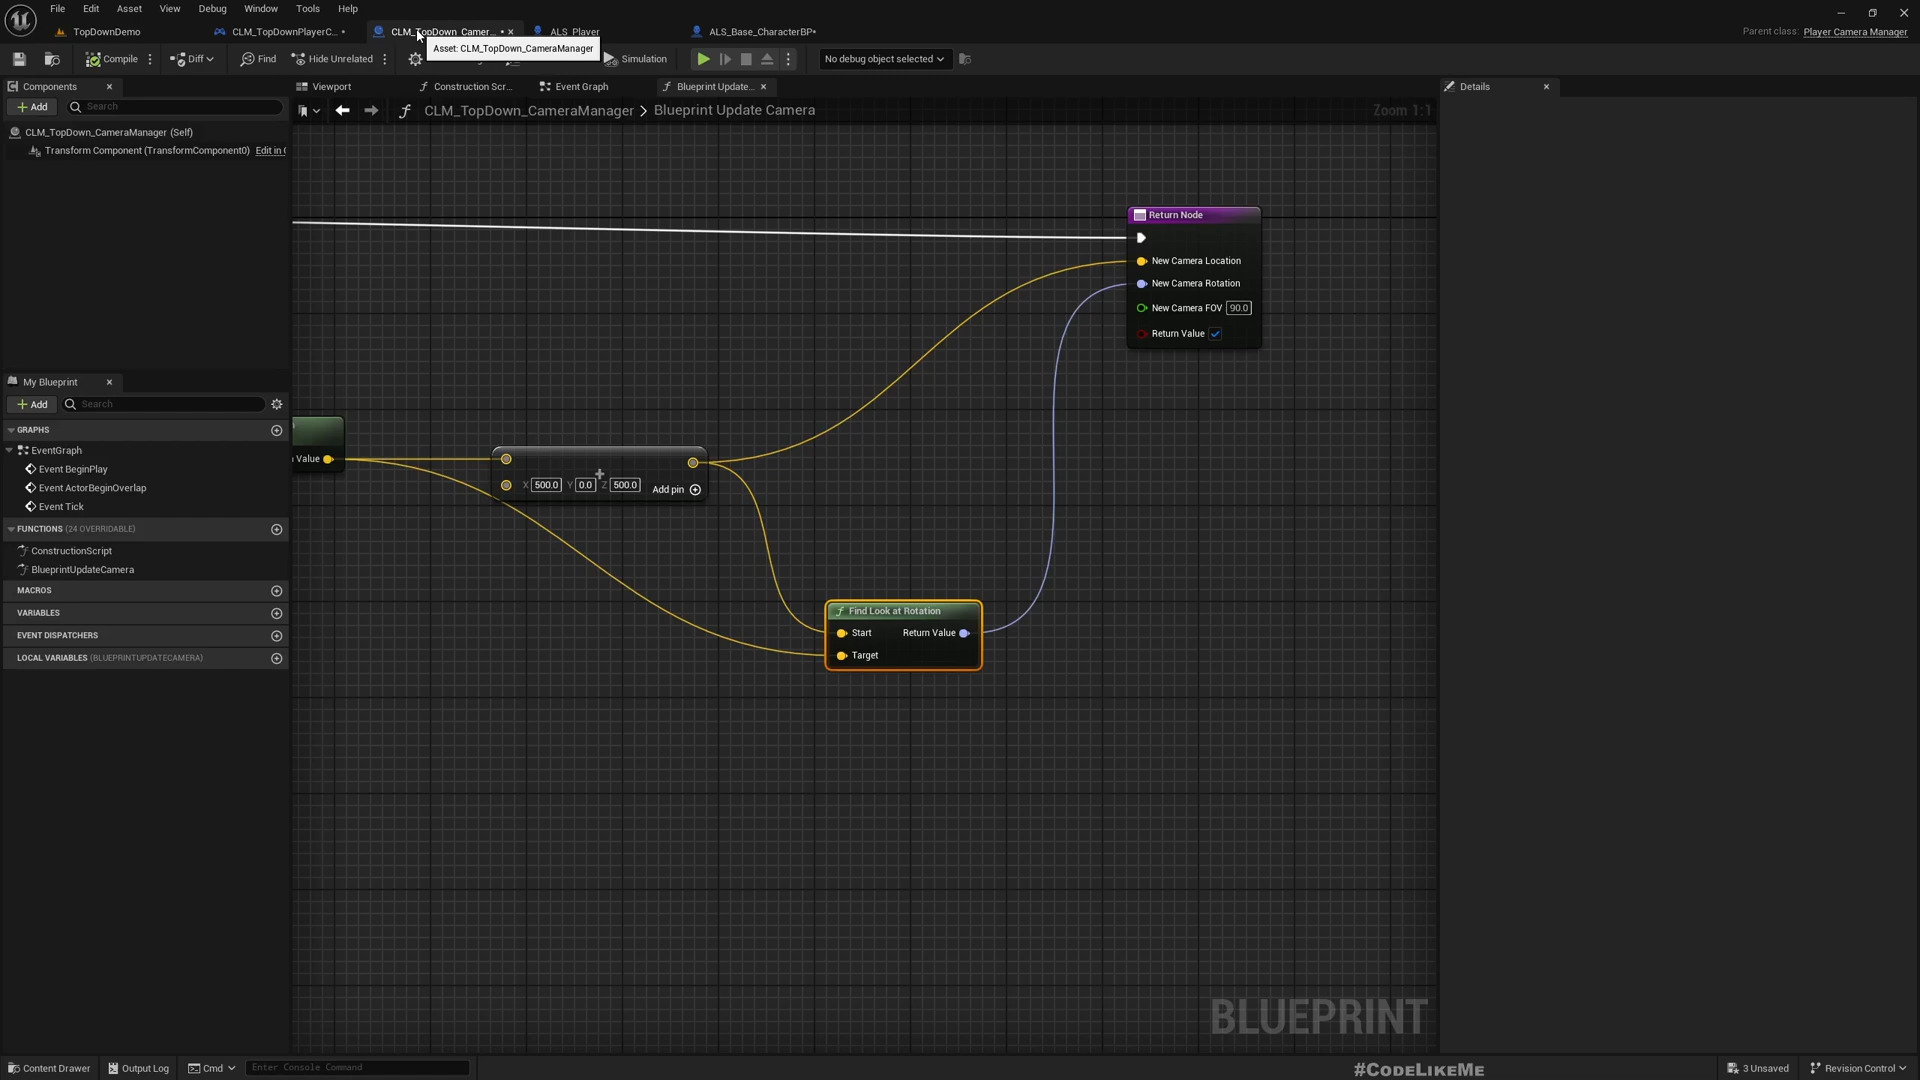 File Edit Asset View Debug Window Tools Help
TopDownDemo
CLM_TopDownPlayerC... •
CLM_TopDown_Camer... •
ALS_Player
ALS_Base_CharacterBP*
Parent class: Player Camera Manager
Asset: CLM_TopDown_CameraManager
Compile
Diff
Find
Hide Unrelated
Simulation
No debug object selected
Components
Viewport
Construction Scr...
Event Graph
Blueprint Update...
Details
Add
Search
CLM_TopDown_CameraManager > Blueprint Update Camera
Zoom 1:1
CLM_TopDown_CameraManager (Self)
Transform Component (TransformComponent0) Edit in C
Return Node
New Camera Location
New Camera Rotation
New Camera FOV 90.0
Return Value
My Blueprint
Add
Search
GRAPHS
EventGraph
Event BeginPlay
Event ActorBeginOverlap
Event Tick
FUNCTIONS (24 OVERRIDABLE)
ConstructionScript
BlueprintUpdateCamera
MACROS
VARIABLES
EVENT DISPATCHERS
LOCAL VARIABLES (BLUEPRINTUPDATECAMERA)
Value
X 500.0 Y 0.0 Z 500.0
Add pin
Find Look at Rotation
Start
Return Value
Target
BLUEPRINT
Content Drawer
Output Log
Cmd
Enter Console Command
#CODELIKEME
3 Unsaved
Revision Control